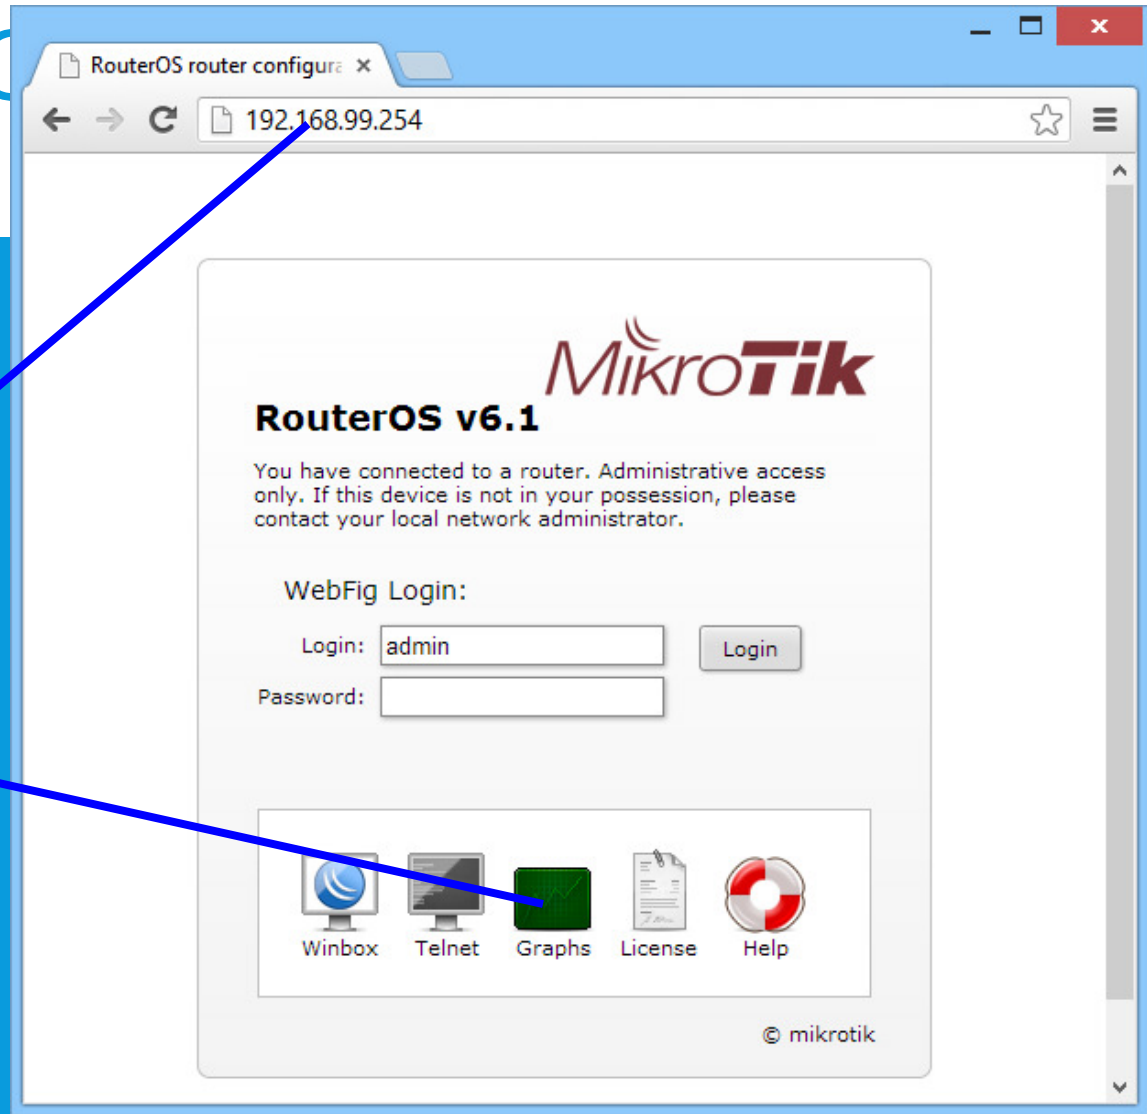 RouterOS router configura
192.168.99.254
MikroTik
RouterOS v6.1
You have connected to a router. Administrative access
only. If this device is not in your possession, please
contact your local network administrator.
WebFig Login:
Login: admin Login
Password:
Winbox Telnet Graphs License Help
© mikrotik